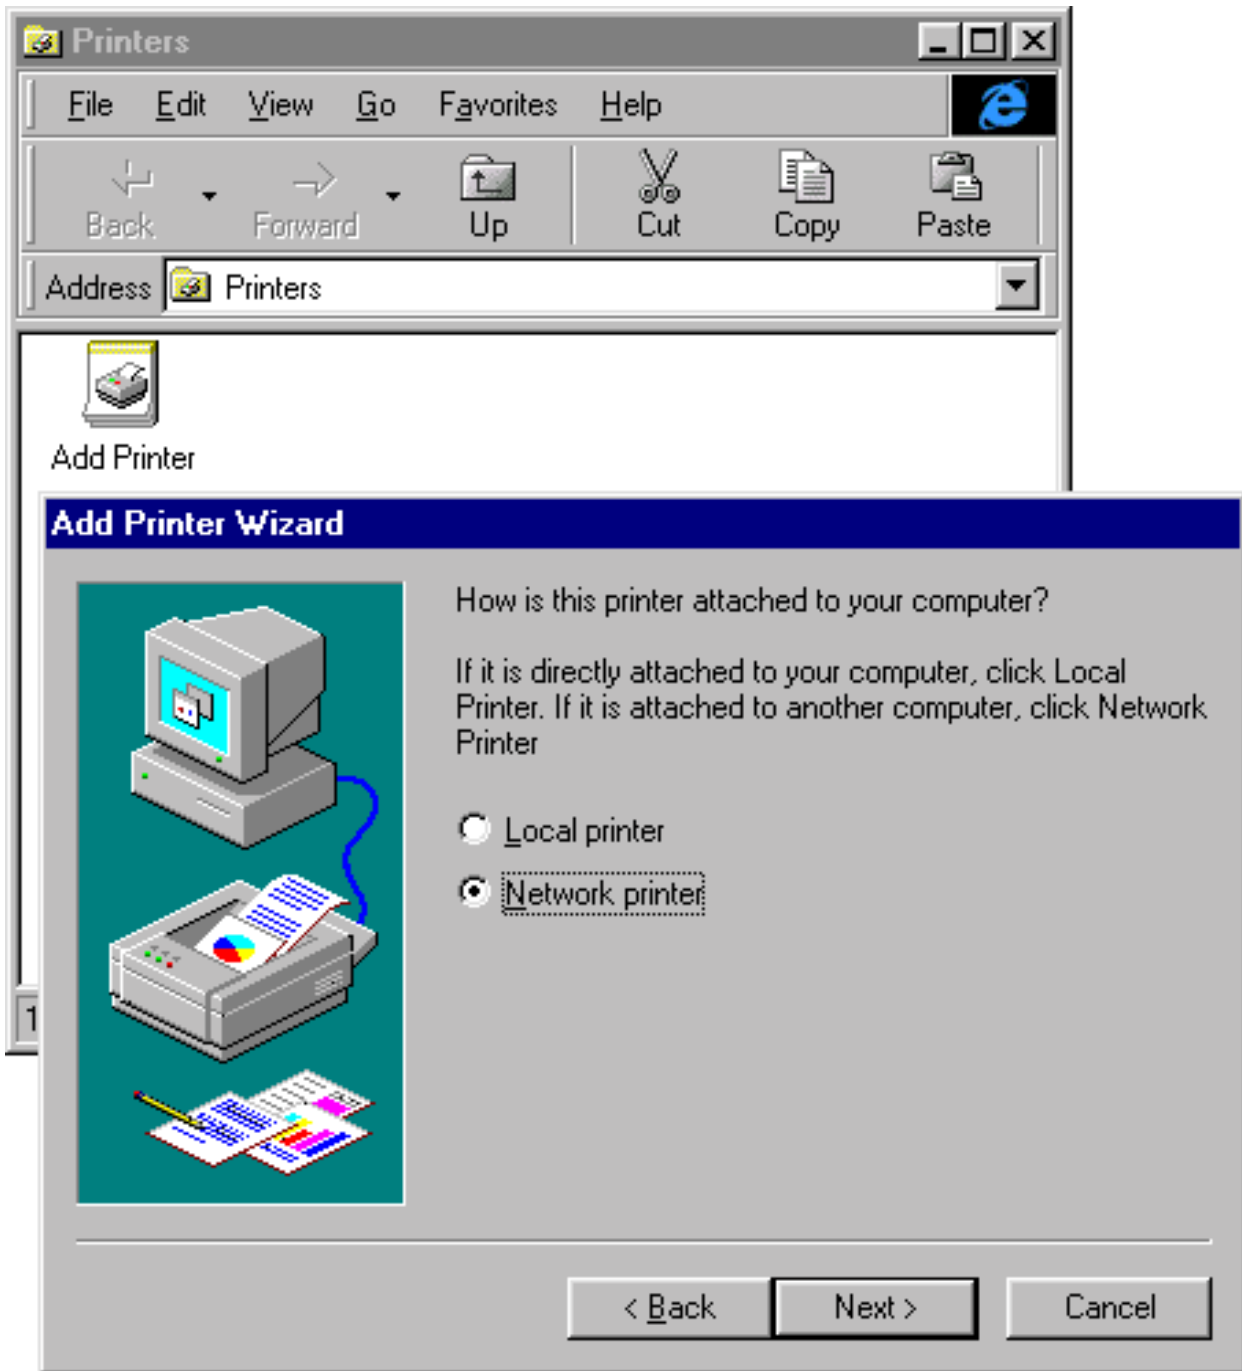 Printers
File Edit View Go Favorites Help
Back Forward Up Cut Copy Paste
Address Printers
Add Printer
Add Printer Wizard
How is this printer attached to your computer?
If it is directly attached to your computer, click Local
Printer. If it is attached to another computer, click Network
Printer
Local printer
Network printer
1
< Back Next > Cancel